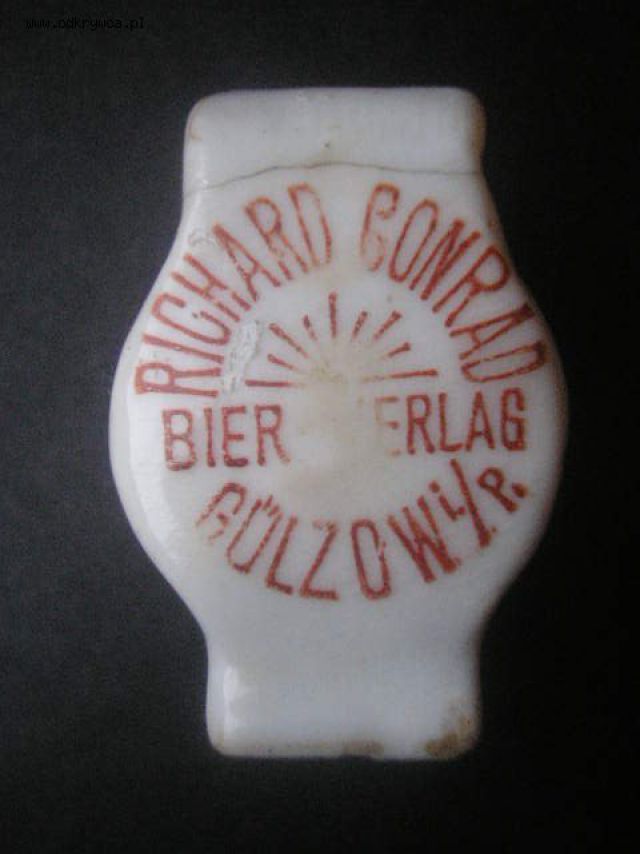 www.odkrywca.pl
RICHARD CONRAD
BIER ERLAG
GÜLZOW i/P.